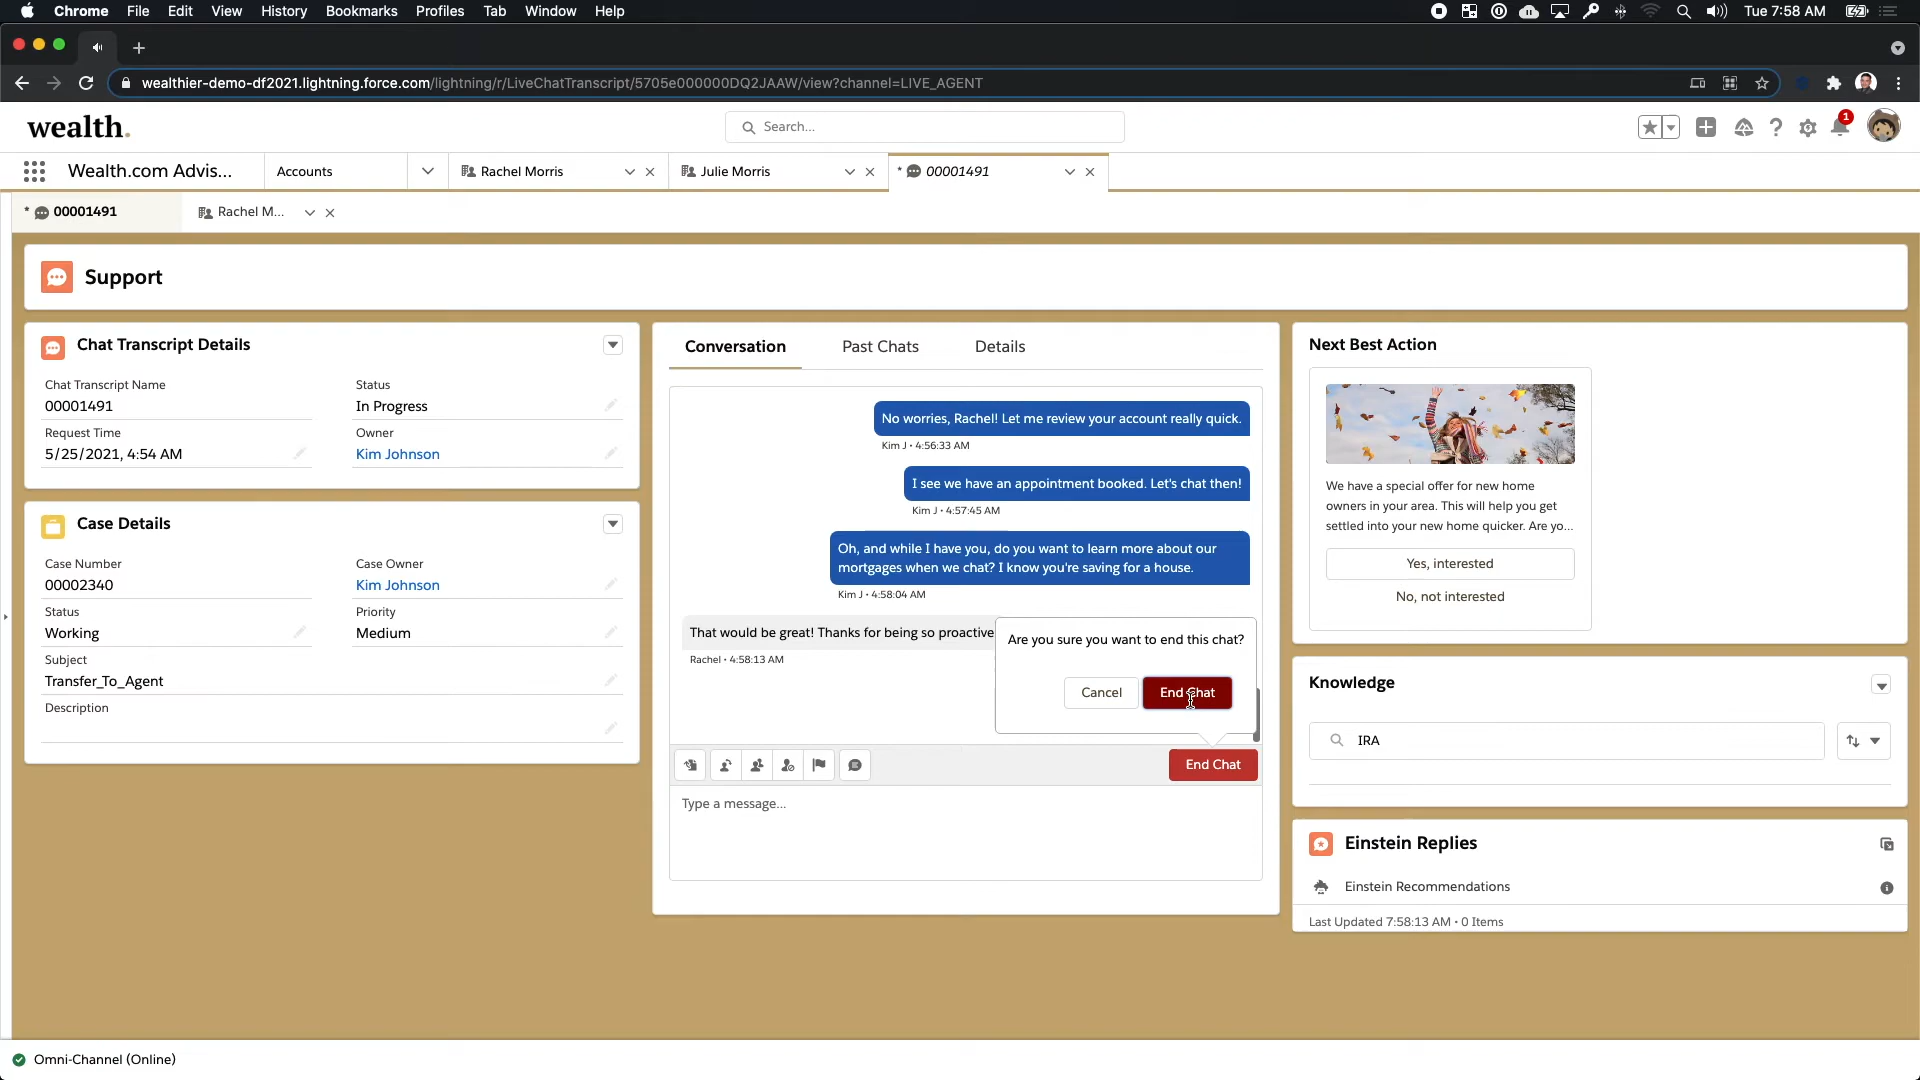 Chrome File Edit View History Bookmarks Profiles Tab Window Help
Tue 7:58 AM
wealthier-demo-df2021.lightning.force.com/lightning/r/LiveChatTranscript/5705e000000DQ2JAAW/view?channel=LIVE_AGENT
wealth.
Search...
1
Wealth.com Advis...
Accounts
Rachel Morris
Julie Morris
* 00001491
* 00001491
Rachel M...
Support
Chat Transcript Details
Chat Transcript Name
00001491
Status
In Progress
Request Time
5/25/2021, 4:54 AM
Owner
Kim Johnson
Case Details
Case Number
00002340
Case Owner
Kim Johnson
Status
Working
Priority
Medium
Subject
Transfer_To_Agent
Description
Conversation
Past Chats
Details
No worries, Rachel! Let me review your account really quick.
Kim J • 4:56:33 AM
I see we have an appointment booked. Let's chat then!
Kim J • 4:57:45 AM
Oh, and while I have you, do you want to learn more about our
mortgages when we chat? I know you're saving for a house.
Kim J • 4:58:04 AM
That would be great! Thanks for being so proactive
Rachel • 4:58:13 AM
Are you sure you want to end this chat?
Cancel
End Chat
End Chat
Type a message...
Next Best Action
We have a special offer for new home
owners in your area. This will help you get
settled into your new home quicker. Are yo...
Yes, interested
No, not interested
Knowledge
IRA
Einstein Replies
Einstein Recommendations
Last Updated 7:58:13 AM • 0 Items
Omni-Channel (Online)